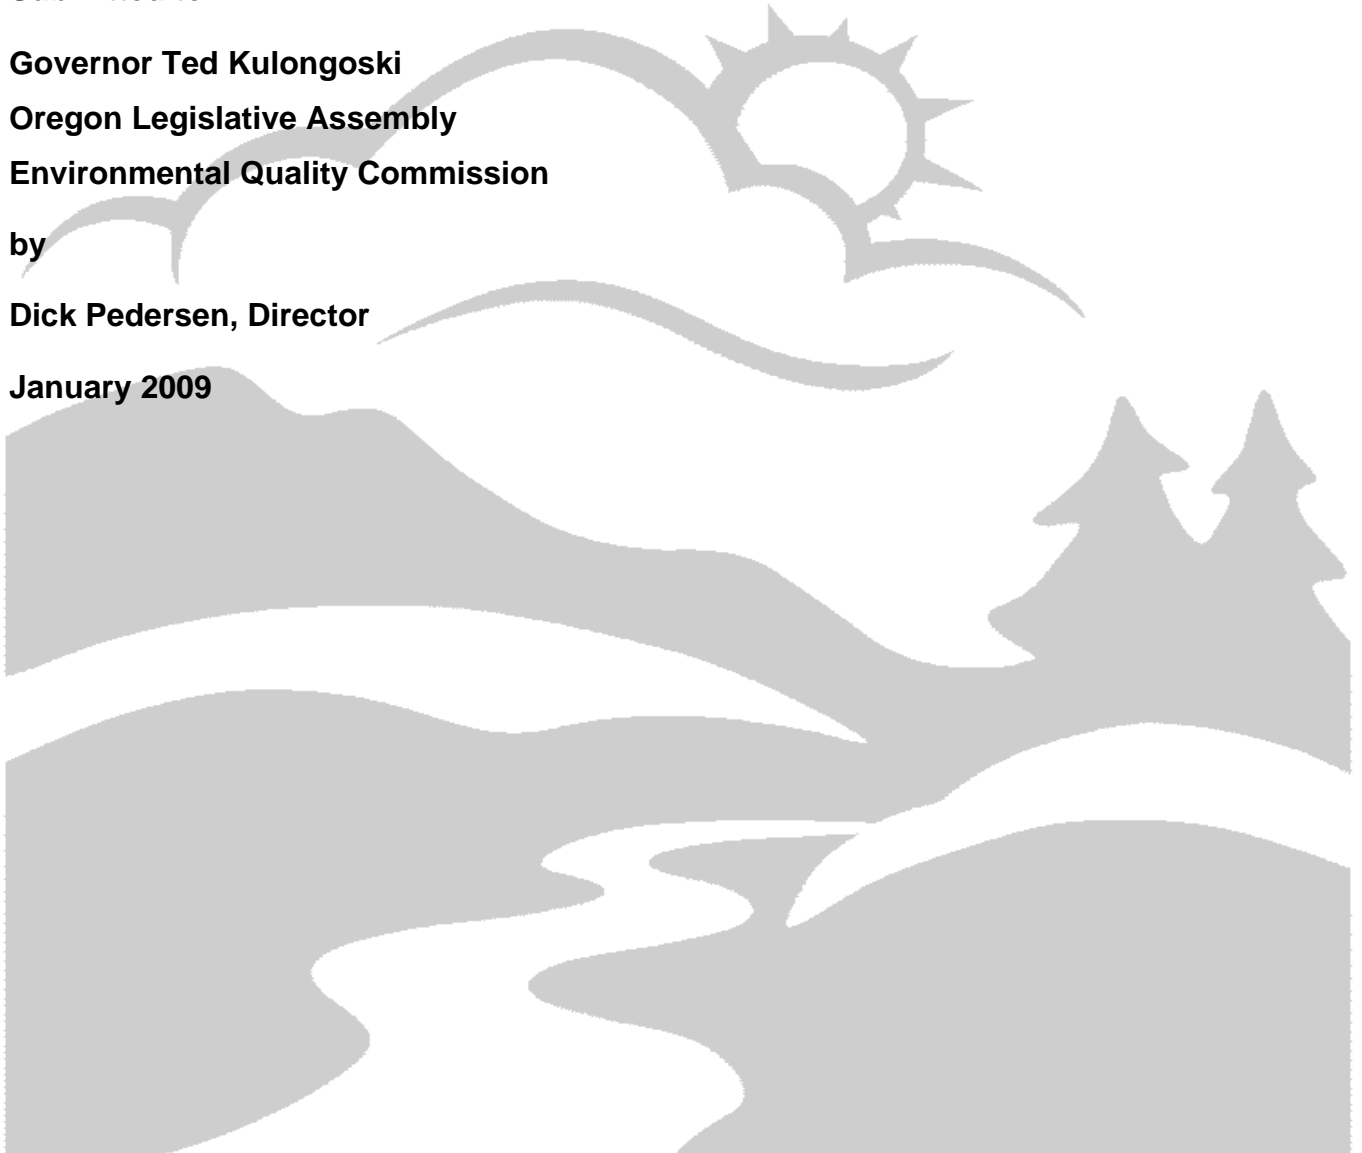 Governor Ted Kulongoski
Oregon Legislative Assembly
Environmental Quality Commission
by
Dick Pedersen, Director
January 2009